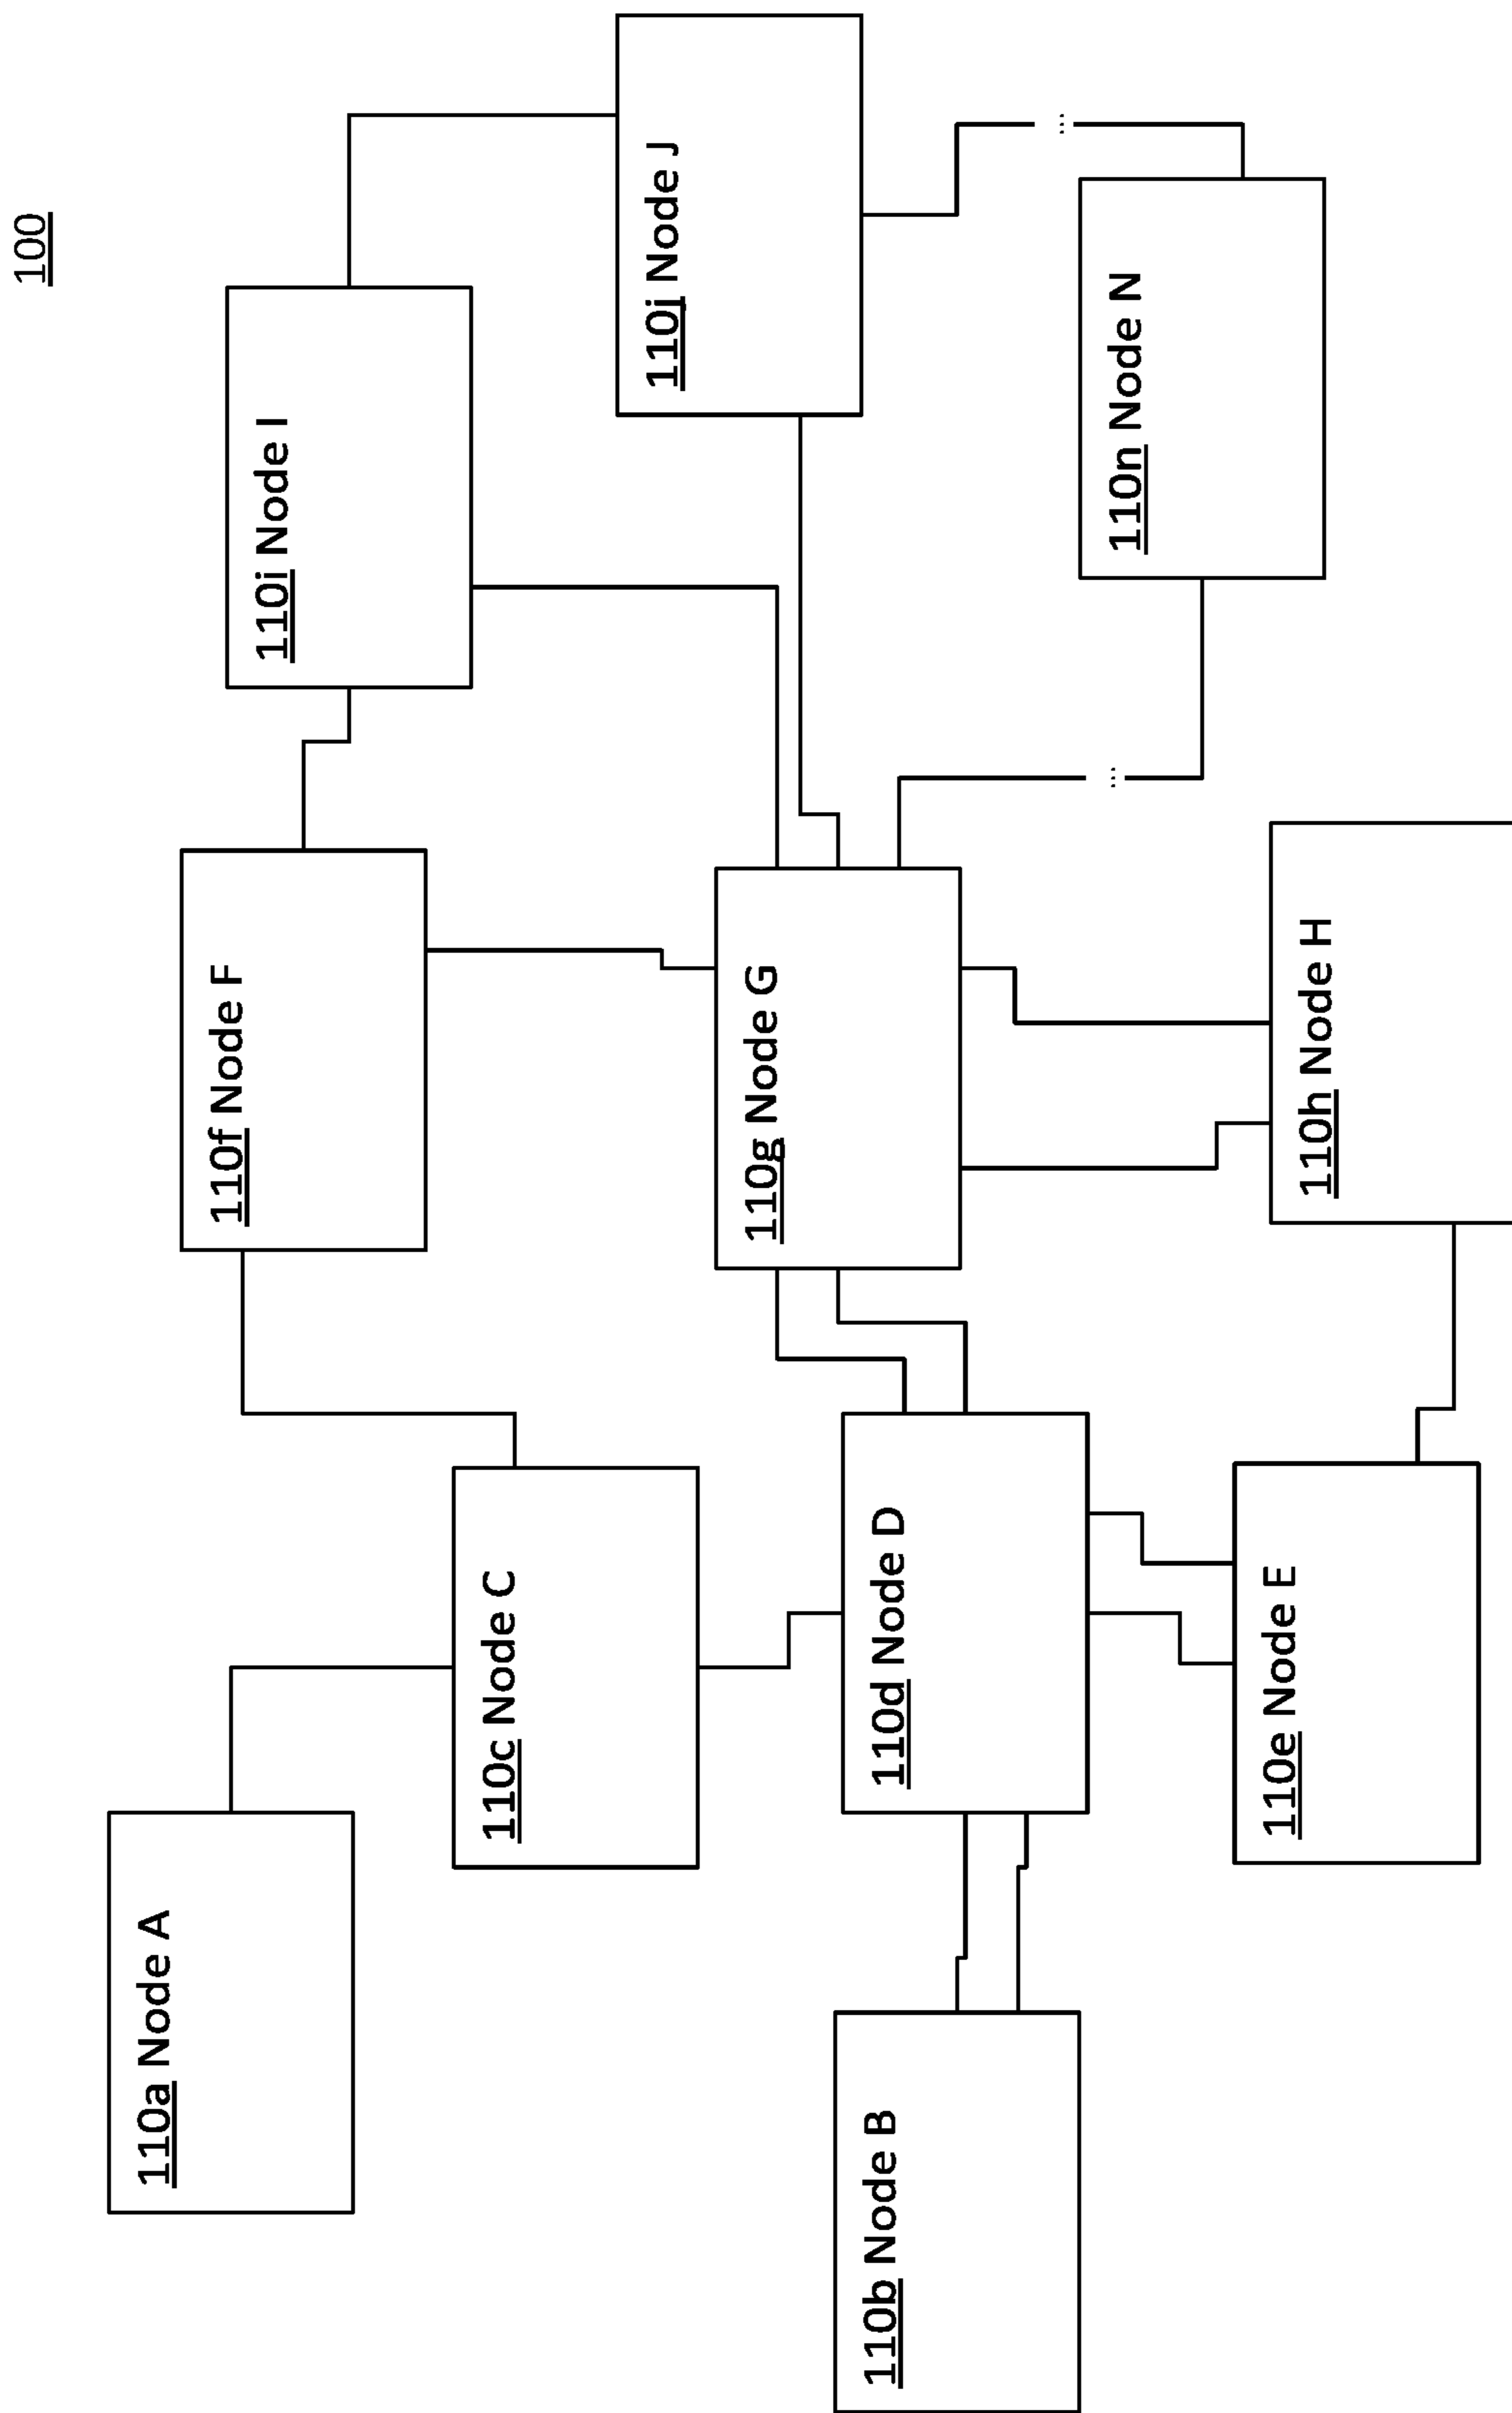 100
110a Node A
110b Node B
110c Node C
110d Node D
110e Node E
110f Node F
110g Node G
110h Node H
110i Node I
110j Node J
110n Node N
...
...